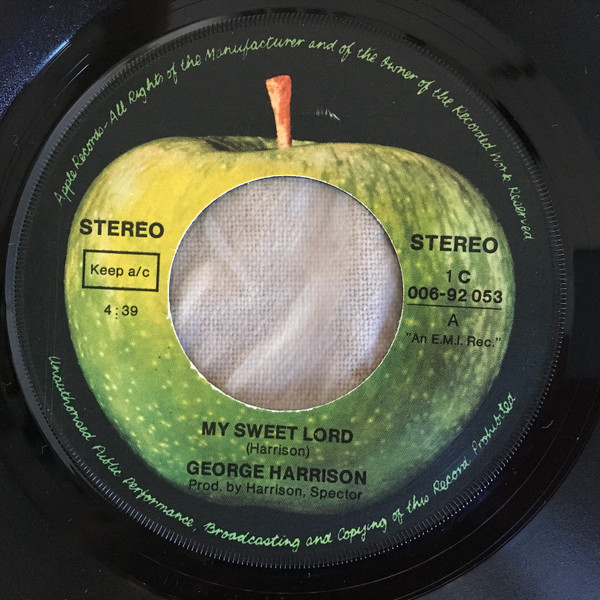 Apple Records-All Rights of the Manufacturer and of the Owner of the Recorded Work Reserved
STEREO
Keep a/c
4:39
STEREO
1 C
006-92 053
A
"An E.M.I. Rec."
MY SWEET LORD
(Harrison)
GEORGE HARRISON
Prod. by Harrison, Spector
Unauthorised Public Performance, Broadcasting and Copying of this Record Prohibited